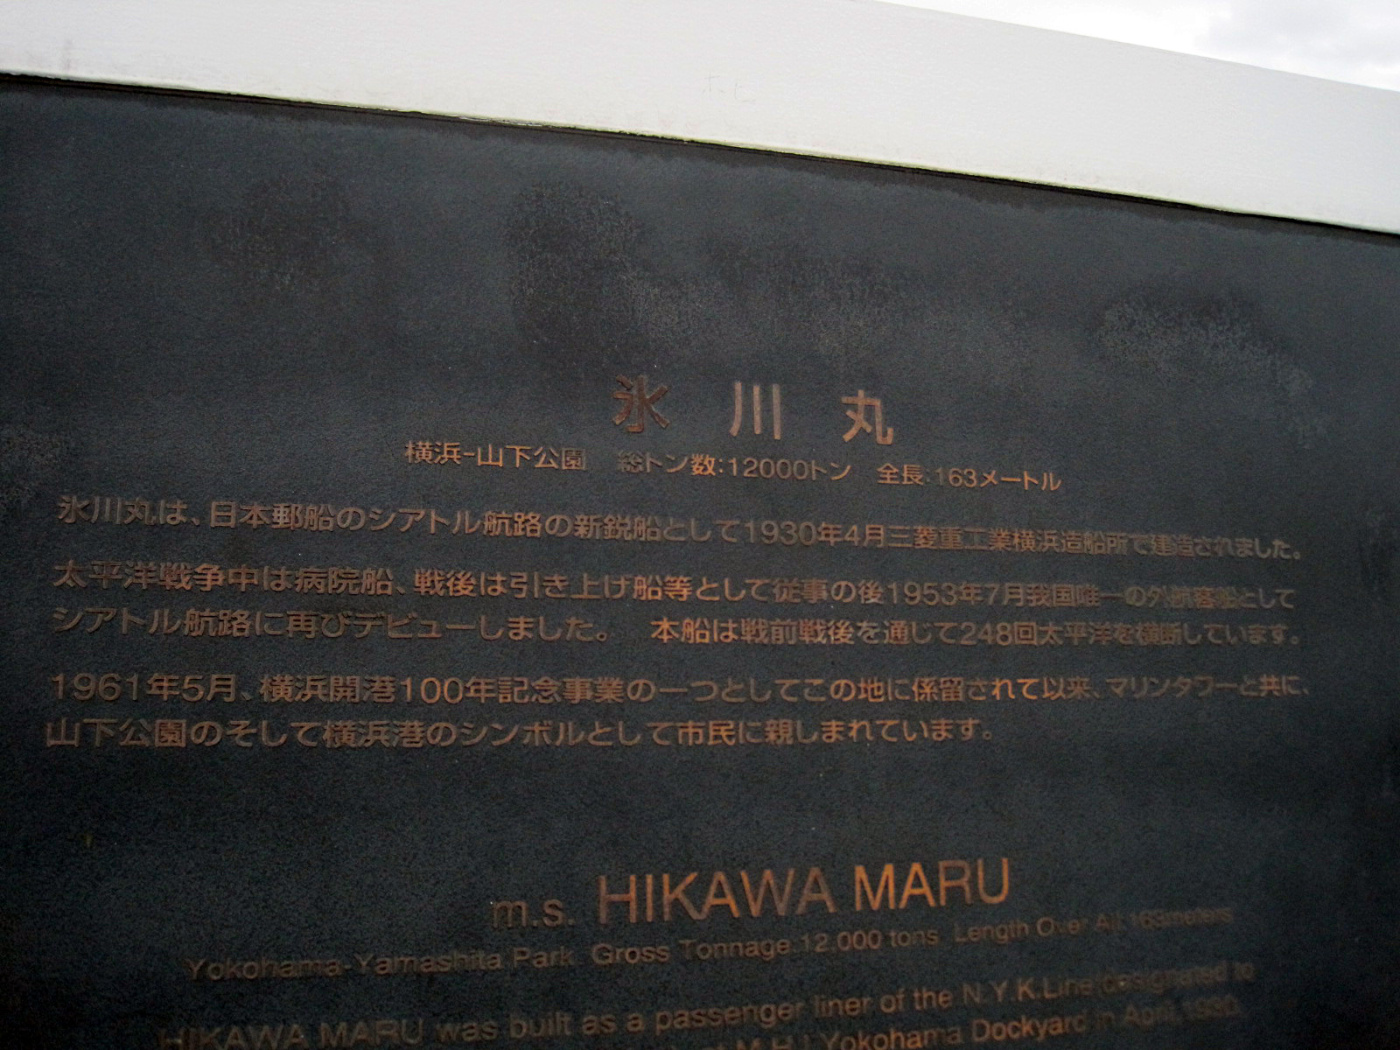 氷川丸
横浜-山下公園　総トン数:12000トン　全長:163メートル
氷川丸は、日本郵船のシアトル航路の新鋭船として1930年4月三菱重工業横浜造船所で建造されました。
太平洋戦争中は病院船、戦後は引き上げ船等として従事の後1953年7月我国唯一の外航客船として
シアトル航路に再びデビューしました。　本船は戦前戦後を通じて248回太平洋を横断しています。
1961年5月、横浜開港100年記念事業の一つとしてこの地に係留されて以来、マリンタワーと共に、
山下公園のそして横浜港のシンボルとして市民に親しまれています。
m.s. HIKAWA MARU
Yokohama-Yamashita Park Gross Tonnage 12.000 tons Length Over All 163meters
HIKAWA MARU was built as a passenger liner of the N.Y.K.Line designated to
M.H.I Yokohama Dockyard in April,1930.